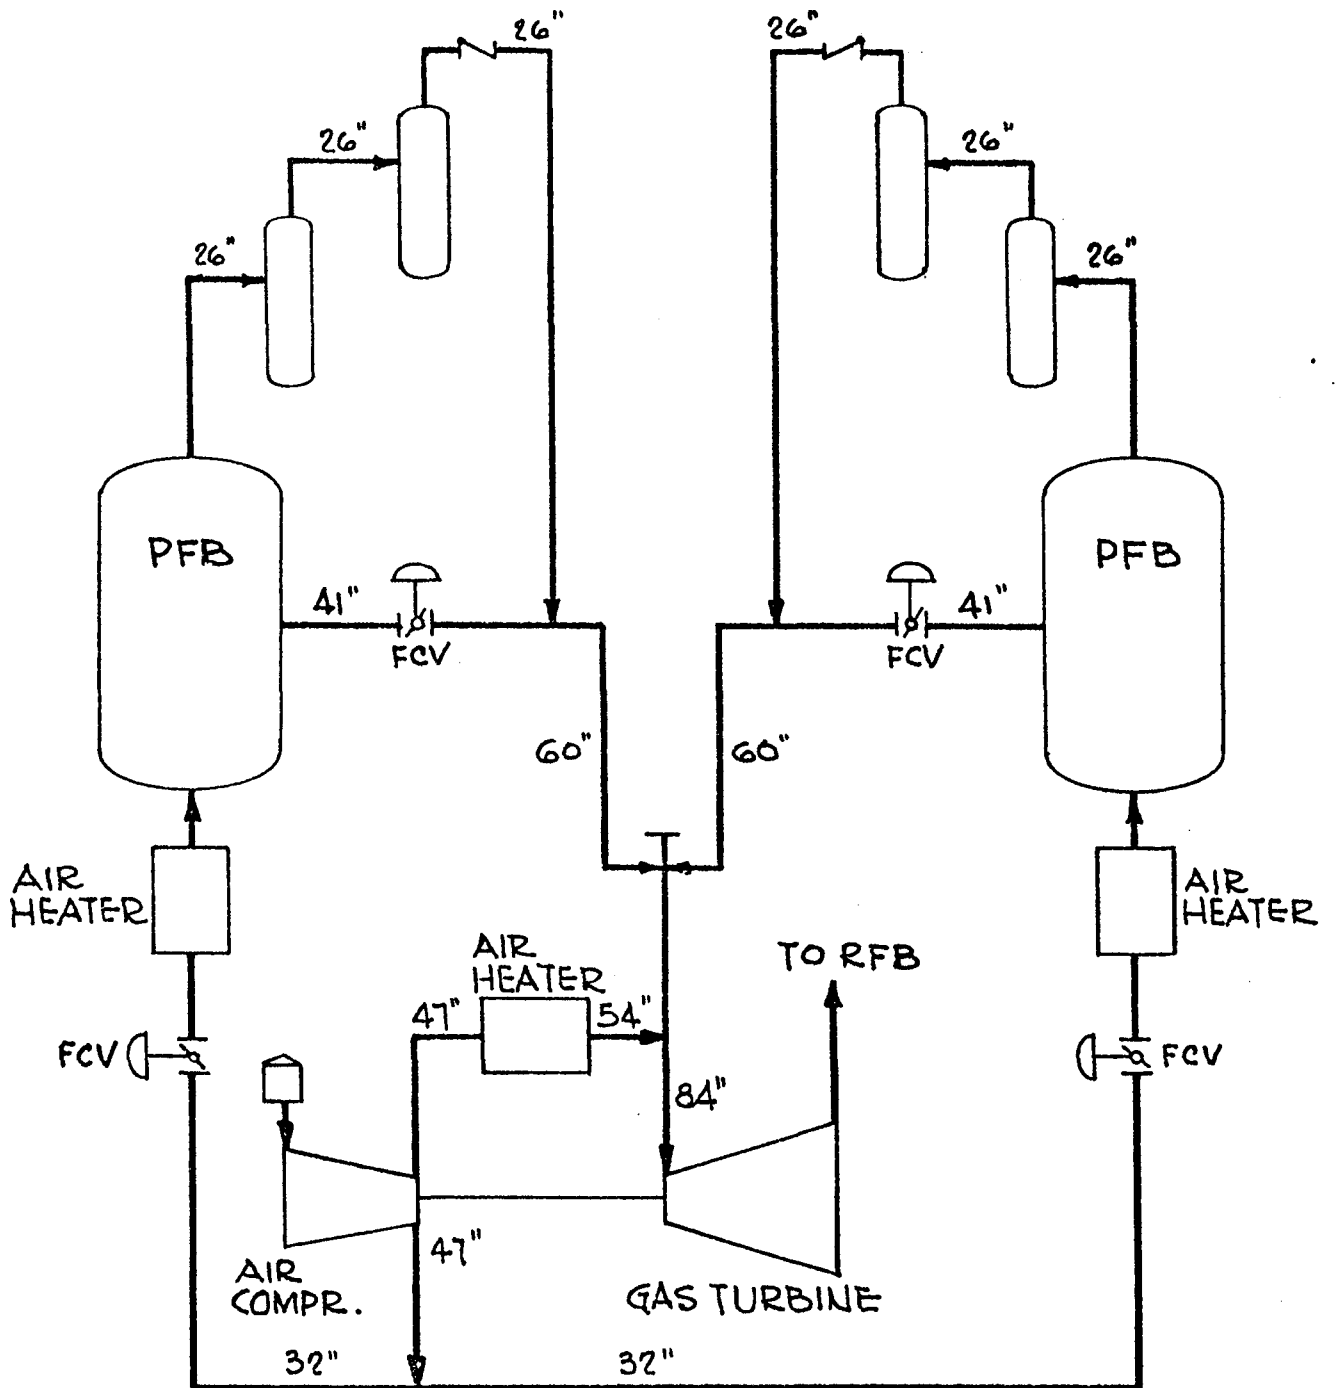 26"
26"
26"
26"
26"
26"
PFB
PFB
41"
41"
FCV
FCV
60"
60"
AIR
HEATER
AIR
HEATER
AIR
HEATER
TO RFB
47"
54"
FCV
FCV
84"
47"
AIR
COMPR.
GAS TURBINE
32"
32"